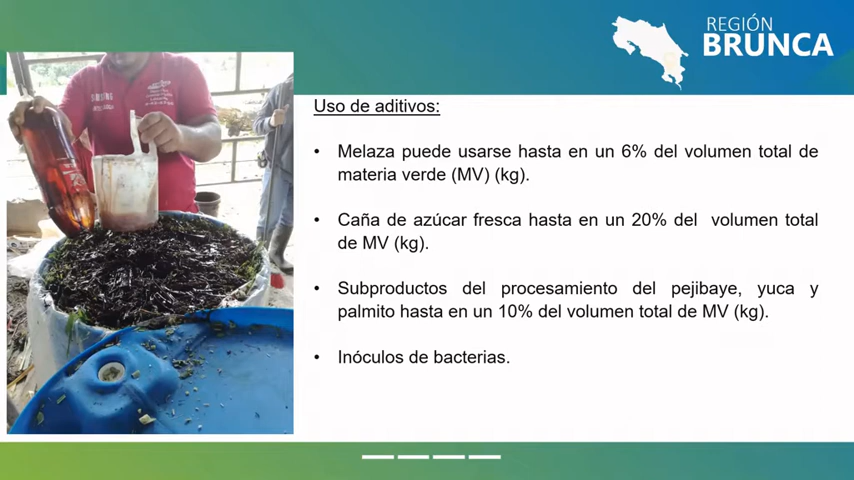 REGIÓN
BRUNCA
Uso de aditivos:
• Melaza puede usarse hasta en un 6% del volumen total de
materia verde (MV) (kg).
• Caña de azúcar fresca hasta en un 20% del volumen total
de MV (kg).
• Subproductos del procesamiento del pejibaye, yuca y
palmito hasta en un 10% del volumen total de MV (kg).
• Inóculos de bacterias.